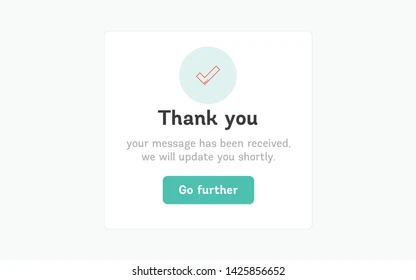 Thank you
your message has been received,
we will update you shortly.
Go further
shutterstock.com · 1425856652